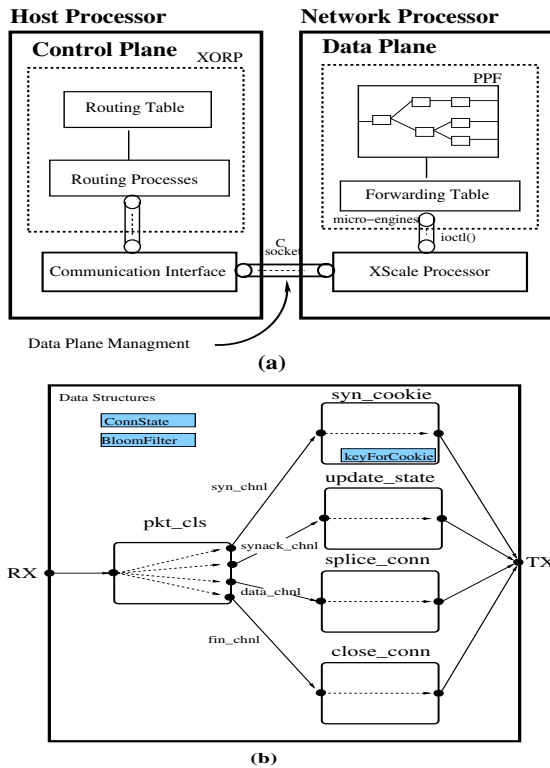 Host Processor
Network Processor
Control Plane
Data Plane
XORP
PPF
Routing Table
Routing Processes
Forwarding Table
micro-engines
ioctl()
C
socket
Communication Interface
XScale Processor
Data Plane Managment
(a)
Data Structures
ConnState
BloomFilter
syn_cookie
keyForCookie
syn_chnl
update_state
pkt_cls
synack_chnl
splice_conn
RX
TX
data_chnl
fin_chnl
close_conn
(b)